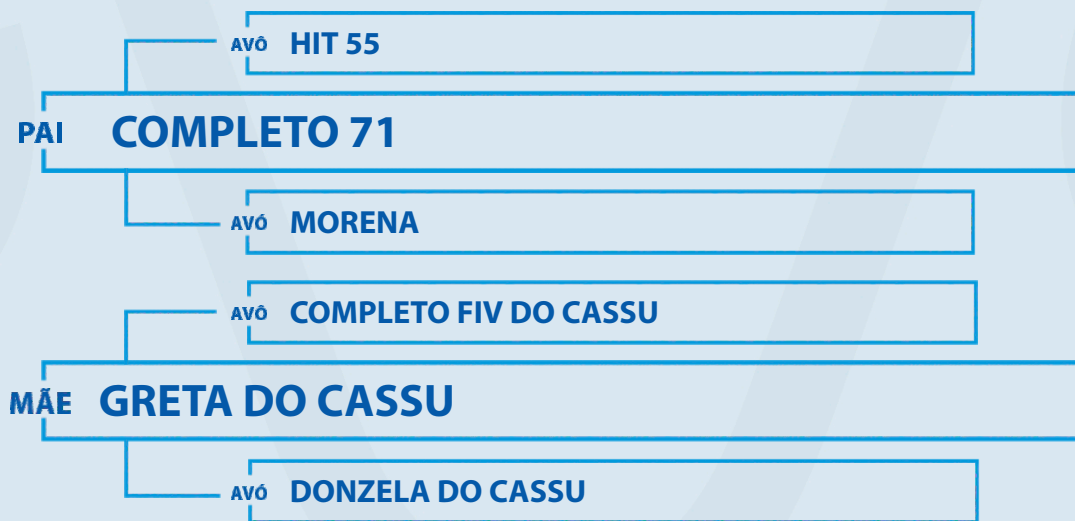 AVÔ HIT 55
PAI COMPLETO 71
AVÓ MORENA
AVÔ COMPLETO FIV DO CASSU
MÃE GRETA DO CASSU
AVÓ DONZELA DO CASSU